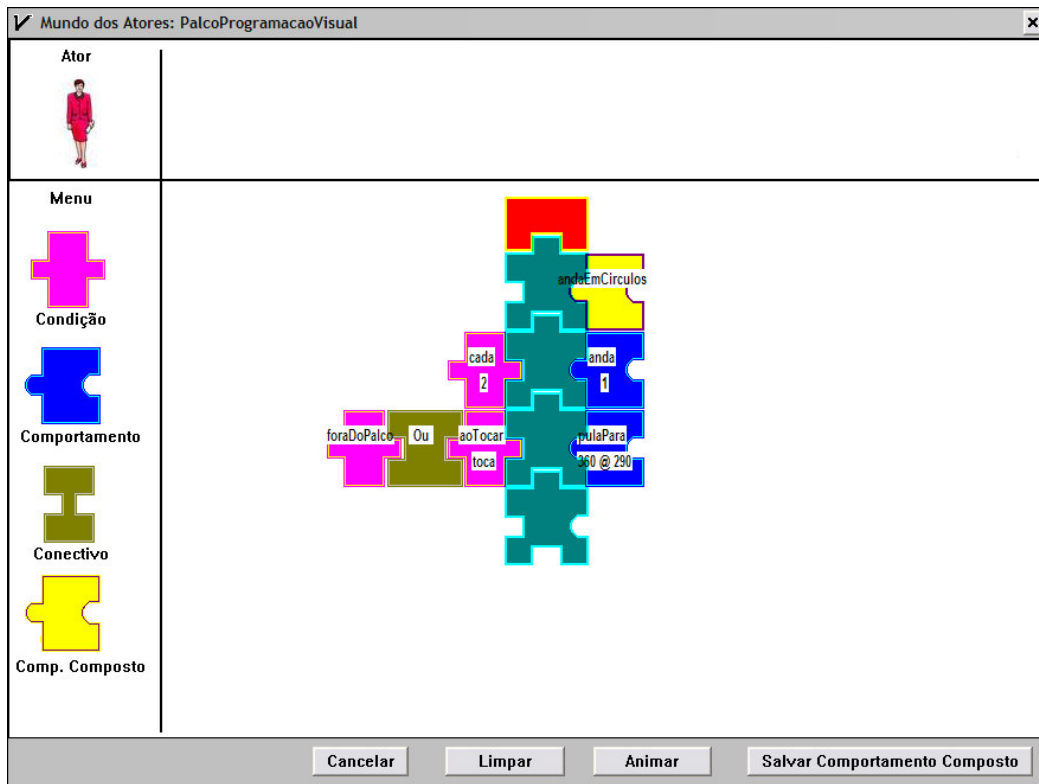 Mundo dos Atores: PalcoProgramacaoVisual
Ator
Menu
Condição
Comportamento
Conectivo
Comp. Composto
andaEmCirculos
cada
2
anda
1
foraDoPalco
Ou
aoTocar
toca
pulaPara
360 @ 290
Cancelar
Limpar
Animar
Salvar Comportamento Composto